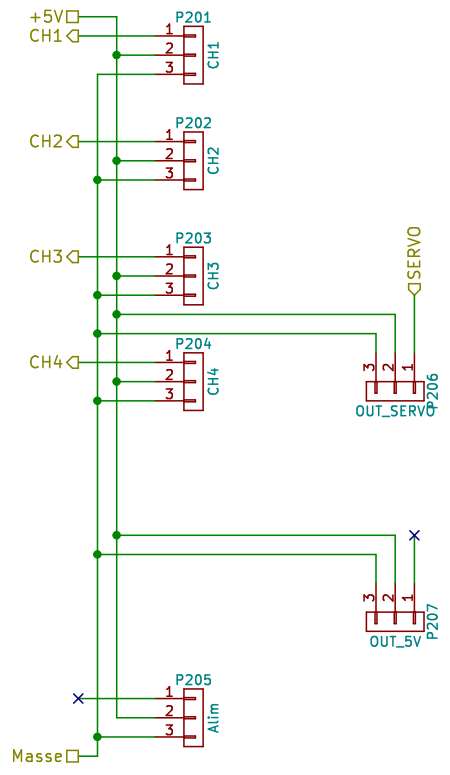 +5V
P201
CH1
1
2
3
CH1
P202
CH2
1
2
3
CH2
P203
CH3
1
2
3
CH3
SERVO
P204
CH4
1
2
3
CH4
3
2
1
P206
OUT_SERVO
3
2
1
P207
OUT_5V
P205
1
2
3
Alim
Masse